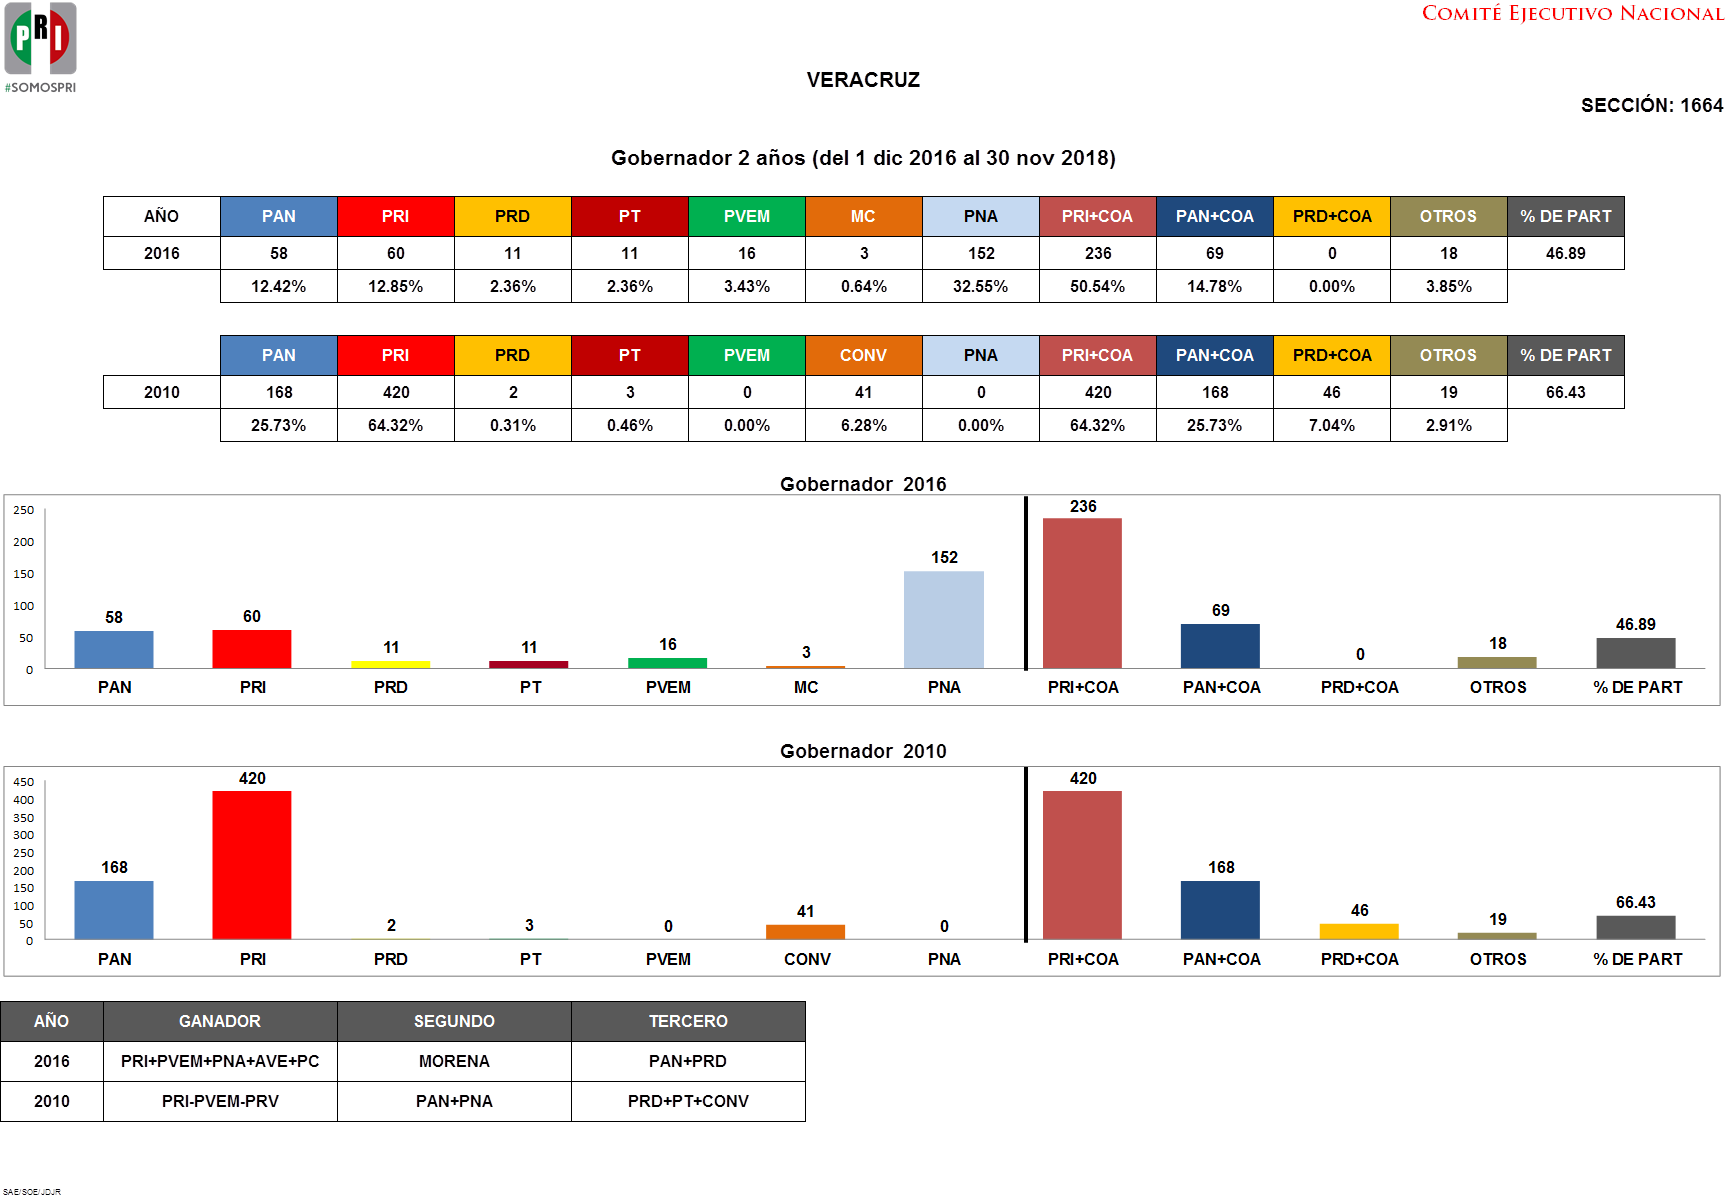 PRI
#SOMOSPRI
COMITÉ EJECUTIVO NACIONAL
VERACRUZ
SECCIÓN: 1664
Gobernador 2 años (del 1 dic 2016 al 30 nov 2018)
AÑO PAN PRI PRD PT PVEM MC PNA PRI+COA PAN+COA PRD+COA OTROS % DE PART
2016 58 60 11 11 16 3 152 236 69 0 18 46.89
12.42% 12.85% 2.36% 2.36% 3.43% 0.64% 32.55% 50.54% 14.78% 0.00% 3.85%
PAN PRI PRD PT PVEM CONV PNA PRI+COA PAN+COA PRD+COA OTROS % DE PART
2010 168 420 2 3 0 41 0 420 168 46 19 66.43
25.73% 64.32% 0.31% 0.46% 0.00% 6.28% 0.00% 64.32% 25.73% 7.04% 2.91%
Gobernador 2016
250
200
150
100
50
0
58 60 11 11 16 3 152 236 69 0 18 46.89
PAN PRI PRD PT PVEM MC PNA PRI+COA PAN+COA PRD+COA OTROS % DE PART
Gobernador 2010
450
400
350
300
250
200
150
100
50
0
168 420 2 3 0 41 0 420 168 46 19 66.43
PAN PRI PRD PT PVEM CONV PNA PRI+COA PAN+COA PRD+COA OTROS % DE PART
AÑO GANADOR SEGUNDO TERCERO
2016 PRI+PVEM+PNA+AVE+PC MORENA PAN+PRD
2010 PRI-PVEM-PRV PAN+PNA PRD+PT+CONV
SAE/SOE/JDJR